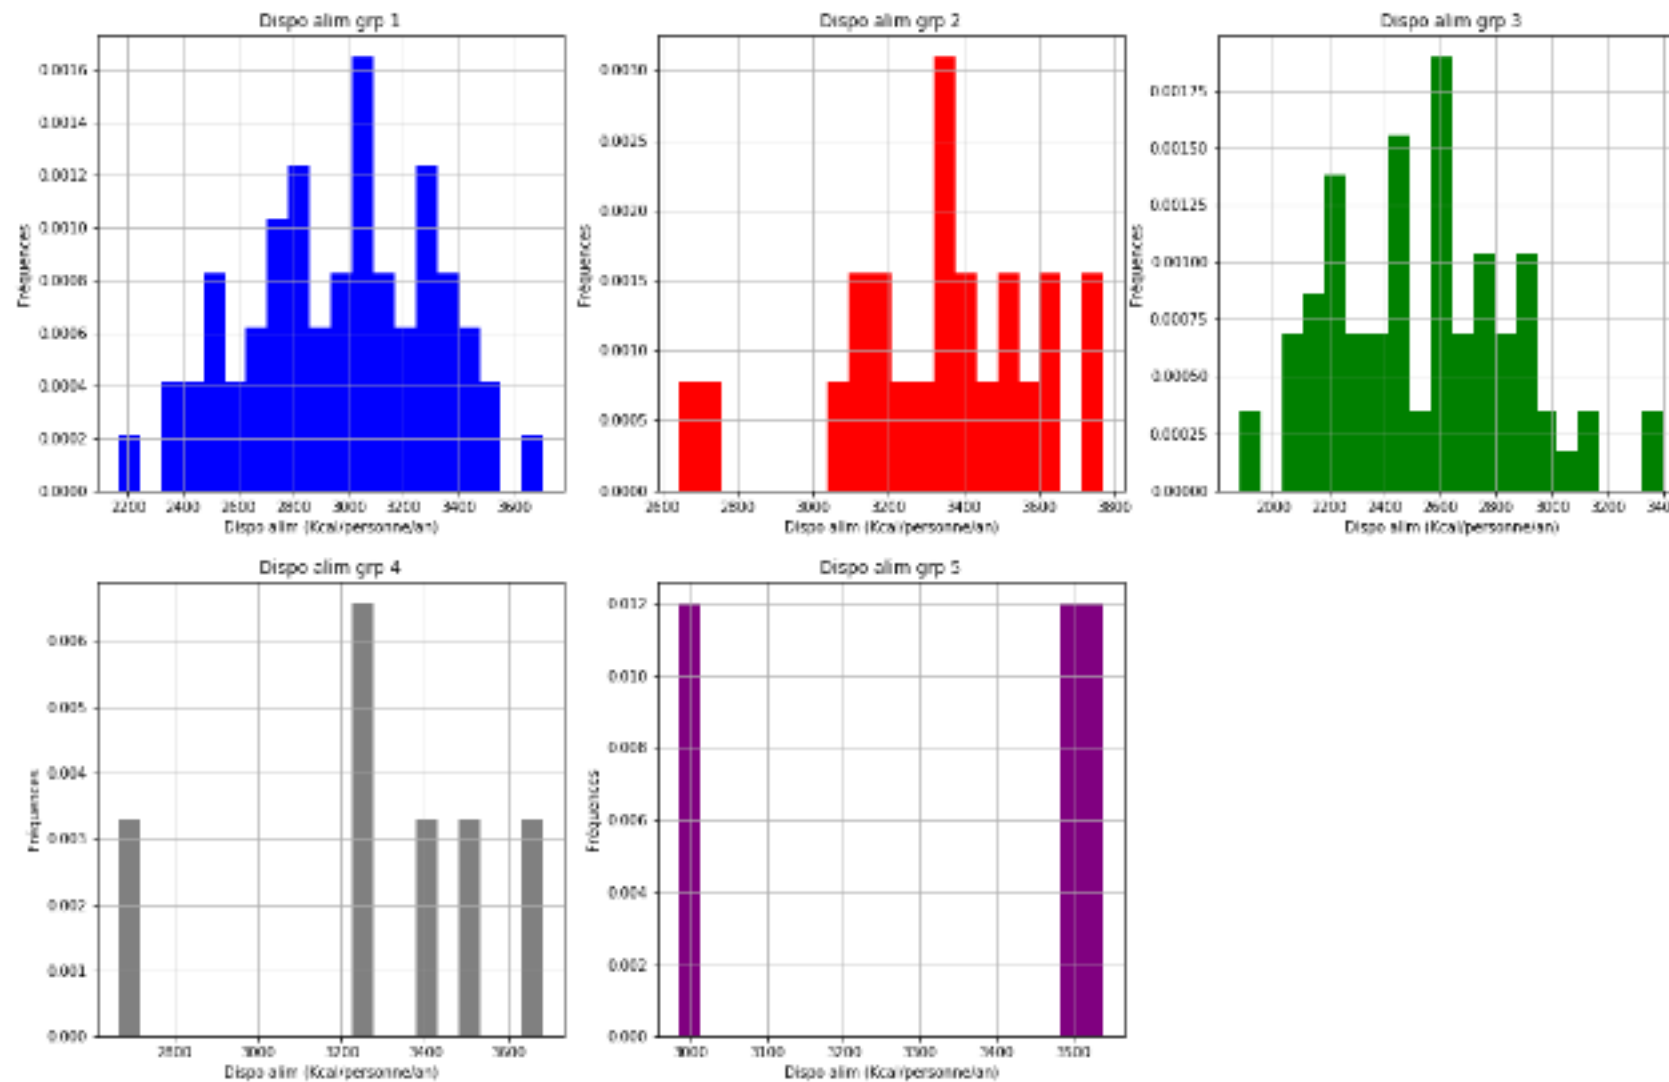 Dispo alim grp 1
0.0016
0.0014
0.0012
0.0010
0.0008
0.0006
0.0004
0.0002
0.0000
Fréquences
2200 2400 2600 2800 3000 3200 3400 3600
Dispo alim (Kcal/personne/an)
Dispo alim grp 2
0.0030
0.0025
0.0020
0.0015
0.0010
0.0005
0.0000
Fréquences
2600 2800 3000 3200 3400 3600 3800
Dispo alim (Kcal/personne/an)
Dispo alim grp 3
0.00175
0.00150
0.00125
0.00100
0.00075
0.00050
0.00025
0.00000
Fréquences
2000 2200 2400 2600 2800 3000 3200 340
Dispo alim (Kcal/personne/an)
Dispo alim grp 4
0.006
0.005
0.004
0.003
0.002
0.001
0.000
Fréquences
2800 3000 3200 3400 3600
Dispo alim (Kcal/personne/an)
Dispo alim grp 5
0.012
0.010
0.008
0.006
0.004
0.002
0.000
Fréquences
3000 3100 3200 3300 3400 3500
Dispo alim (Kcal/personne/an)